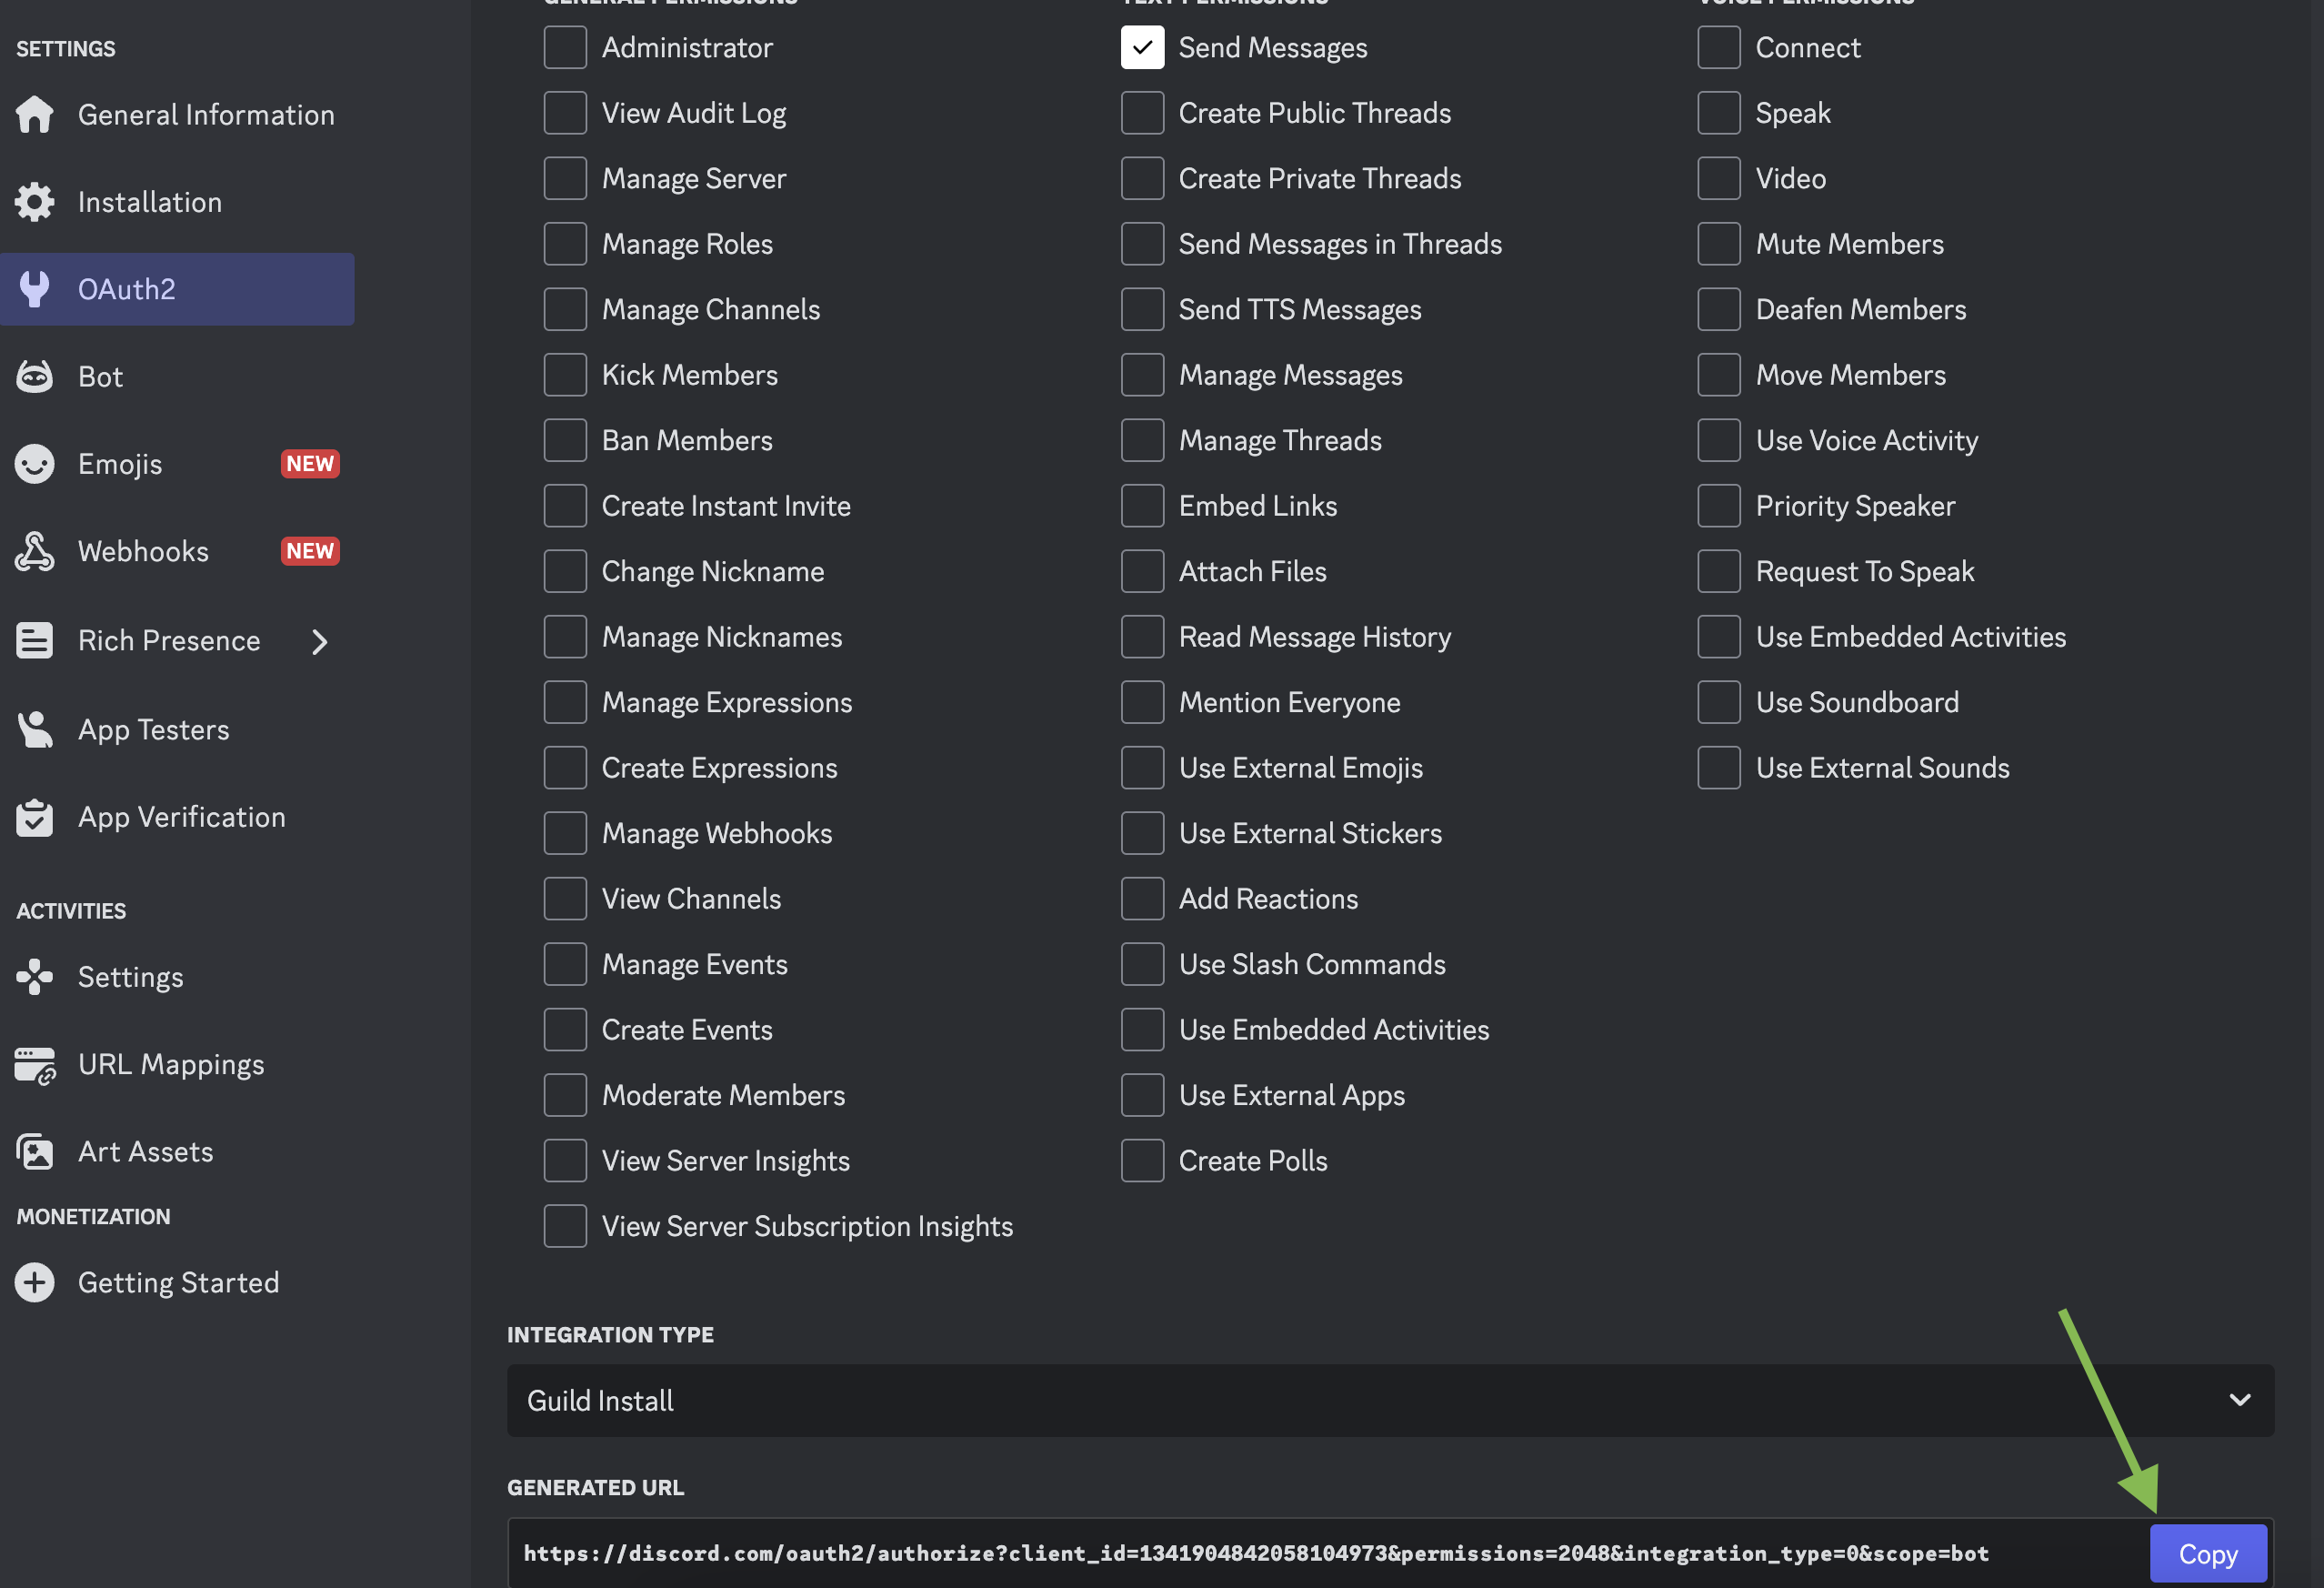 SETTINGS
General Information
Installation
OAuth2
Bot
Emojis NEW
Webhooks NEW
Rich Presence
App Testers
App Verification
ACTIVITIES
Settings
URL Mappings
Art Assets
MONETIZATION
Getting Started
GENERAL PERMISSIONS
Administrator
View Audit Log
Manage Server
Manage Roles
Manage Channels
Kick Members
Ban Members
Create Instant Invite
Change Nickname
Manage Nicknames
Manage Expressions
Create Expressions
Manage Webhooks
View Channels
Manage Events
Create Events
Moderate Members
View Server Insights
View Server Subscription Insights
TEXT PERMISSIONS
Send Messages
Create Public Threads
Create Private Threads
Send Messages in Threads
Send TTS Messages
Manage Messages
Manage Threads
Embed Links
Attach Files
Read Message History
Mention Everyone
Use External Emojis
Use External Stickers
Add Reactions
Use Slash Commands
Use Embedded Activities
Use External Apps
Create Polls
VOICE PERMISSIONS
Connect
Speak
Video
Mute Members
Deafen Members
Move Members
Use Voice Activity
Priority Speaker
Request To Speak
Use Embedded Activities
Use Soundboard
Use External Sounds
INTEGRATION TYPE
Guild Install
GENERATED URL
https://discord.com/oauth2/authorize?client_id=1341904842058104973&permissions=2048&integration_type=0&scope=bot
Copy